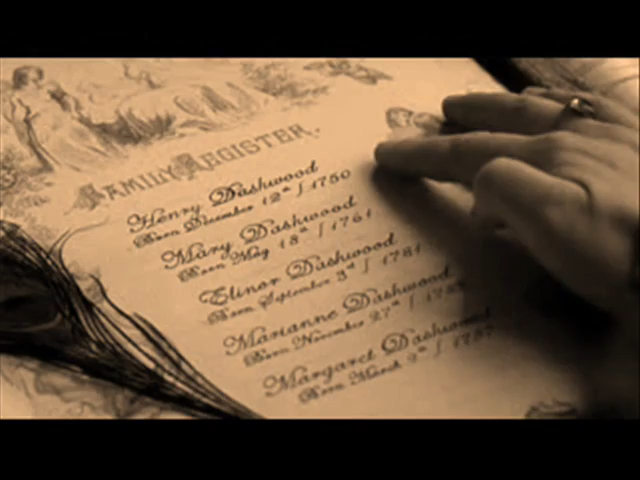 Family Register.
Henry Dashwood
Born December 12th / 1750
Mary Dashwood
Born May 18th / 1761
Elinor Dashwood
Born September 3rd / 1781
Marianne Dashwood
Born November 27th /
Margaret Dashwood
Born March 9th /